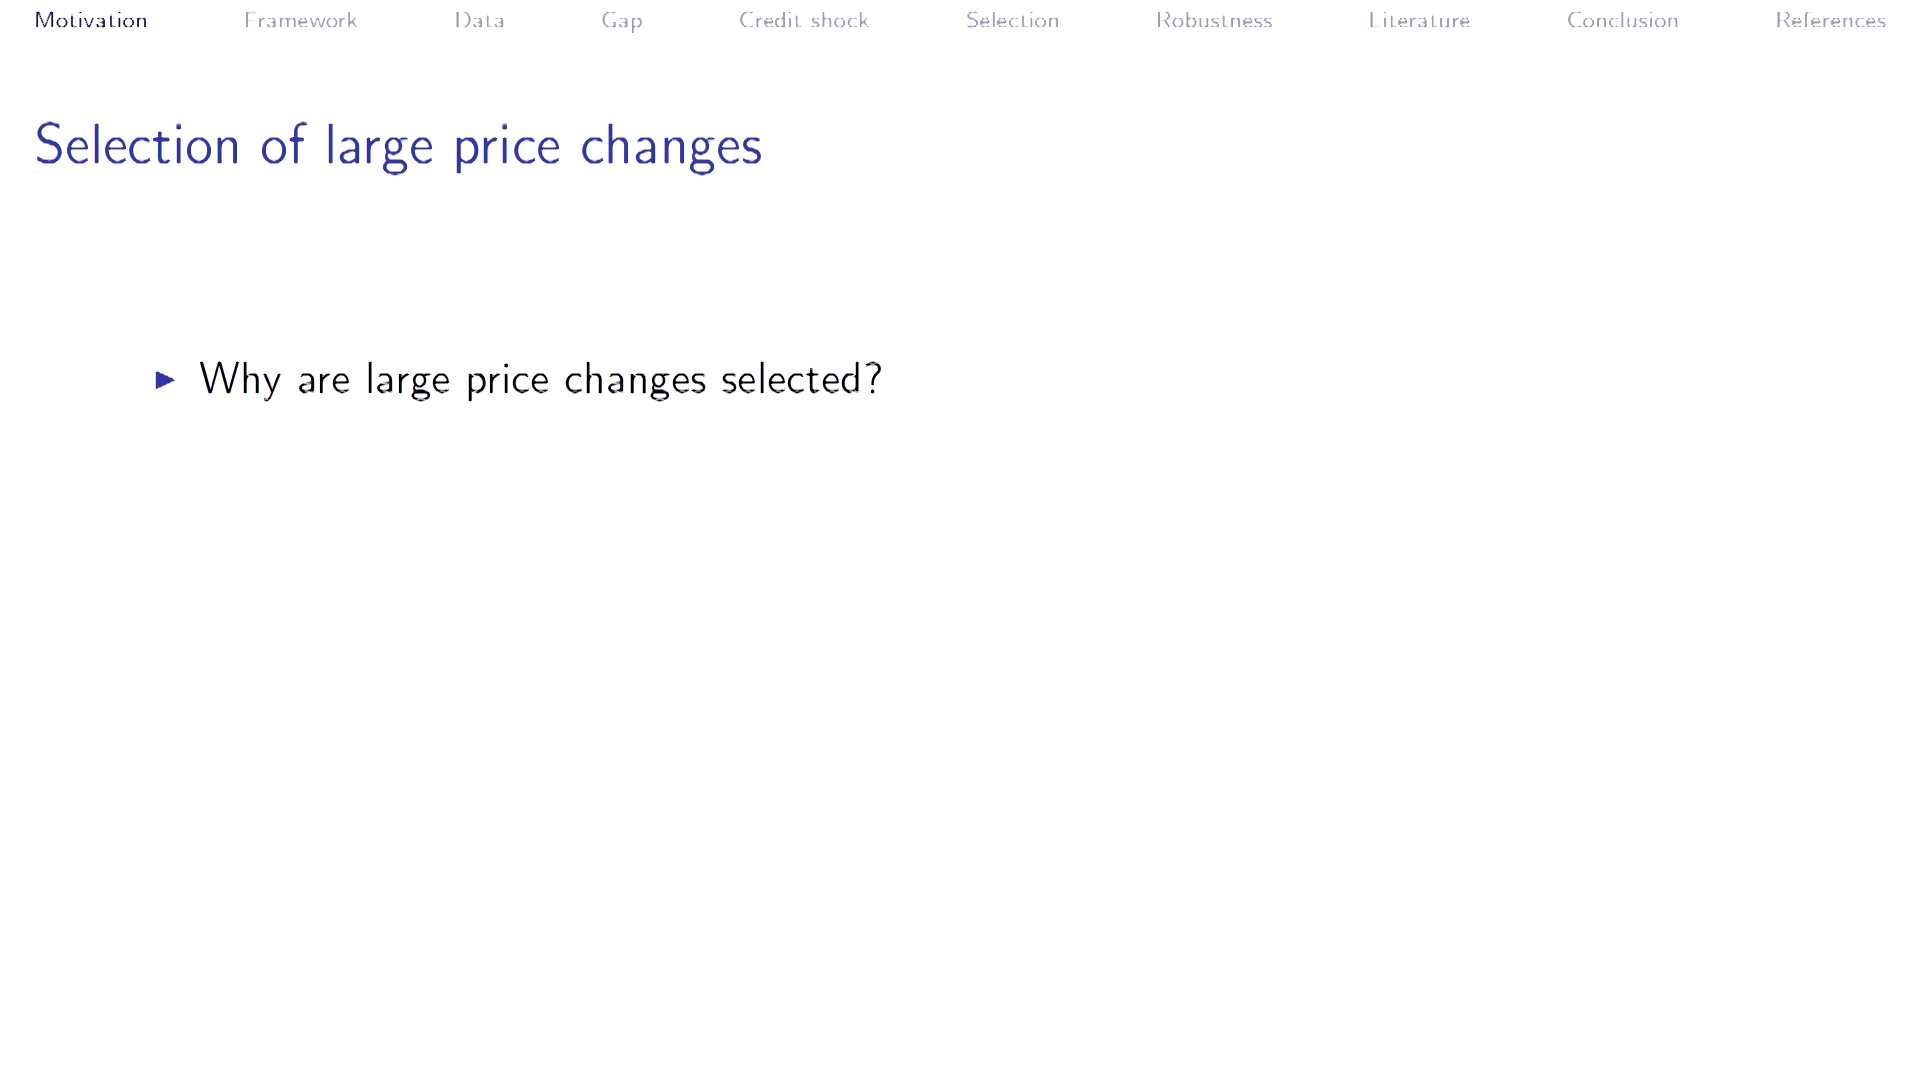 Motivation Framework Data Gap Credit shock Selection Robustness Literature Conclusion References
Selection of large price changes
▶ Why are large price changes selected?